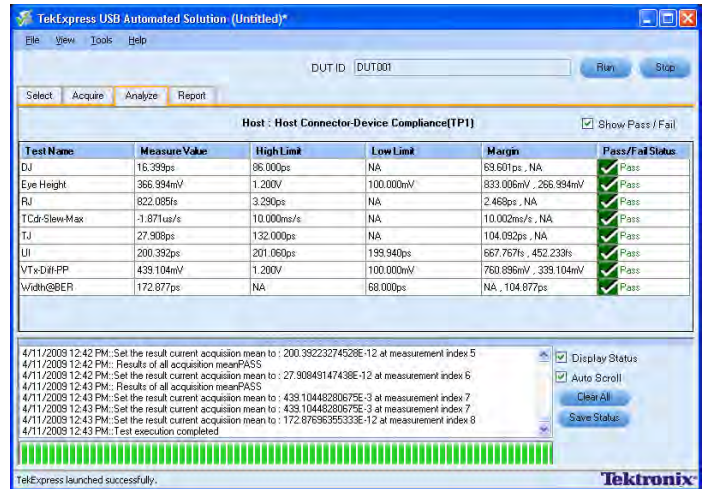 TekExpress USB Automated Solution (Untitled)*
File View Tools Help
DUT ID DUT001 Run Stop
Select Acquire Analyze Report
Host : Host Connector-Device Compliance(TP1) Show Pass / Fail
Test Name Measure Value High Limit Low Limit Margin Pass/Fail Status
DJ 16.399ps 86.000ps NA 69.601ps , NA Pass
Eye Height 366.994mV 1.200V 100.000mV 833.006mV , 266.994mV Pass
RJ 822.085fs 3.290ps NA 2.468ps , NA Pass
TCdr-Slew-Max -1.871us/s 10.000ms/s NA 10.002ms/s , NA Pass
TJ 27.908ps 132.000ps NA 104.092ps , NA Pass
UI 200.392ps 201.060ps 199.940ps 667.767fs , 452.233fs Pass
VTx-Diff-PP 439.104mV 1.200V 100.000mV 760.896mV , 339.104mV Pass
Width@BER 172.877ps NA 68.000ps NA , 104.877ps Pass
4/11/2009 12:42 PM::Set the result current acquisiion mean to : 200.39223274528E-12 at measurement index 5
4/11/2009 12:42 PM:: Results of all acquisition meanPASS
4/11/2009 12:42 PM::Set the result current acquisiion mean to : 27.90849147438E-12 at measurement index 6
4/11/2009 12:43 PM:: Results of all acquisition meanPASS
4/11/2009 12:43 PM::Set the result current acquisiion mean to : 439.10448280675E-3 at measurement index 7
4/11/2009 12:43 PM::Set the result current acquisiion mean to : 439.10448280675E-3 at measurement index 7
4/11/2009 12:43 PM::Set the result current acquisiion mean to : 172.87696355333E-12 at measurement index 8
4/11/2009 12:43 PM::Test execution completed
Display Status
Auto Scroll
Clear All
Save Status
TekExpress launched successfully.
Tektronix